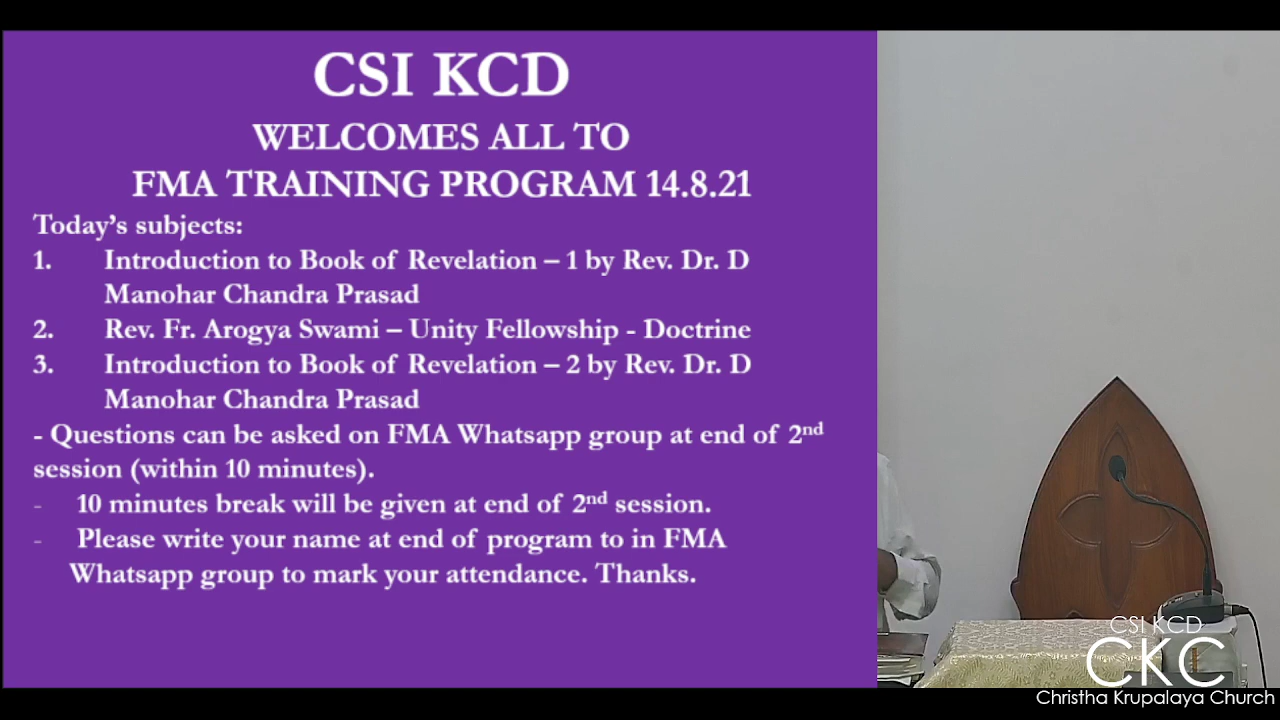 CSI KCD
WELCOMES ALL TO
FMA TRAINING PROGRAM 14.8.21
Today's subjects:
1. Introduction to Book of Revelation – 1 by Rev. Dr. D
Manohar Chandra Prasad
2. Rev. Fr. Arogya Swami – Unity Fellowship - Doctrine
3. Introduction to Book of Revelation – 2 by Rev. Dr. D
Manohar Chandra Prasad
- Questions can be asked on FMA Whatsapp group at end of 2nd
session (within 10 minutes).
- 10 minutes break will be given at end of 2nd session.
- Please write your name at end of program to in FMA
Whatsapp group to mark your attendance. Thanks.
CSI KCD
CKC
Christha Krupalaya Church